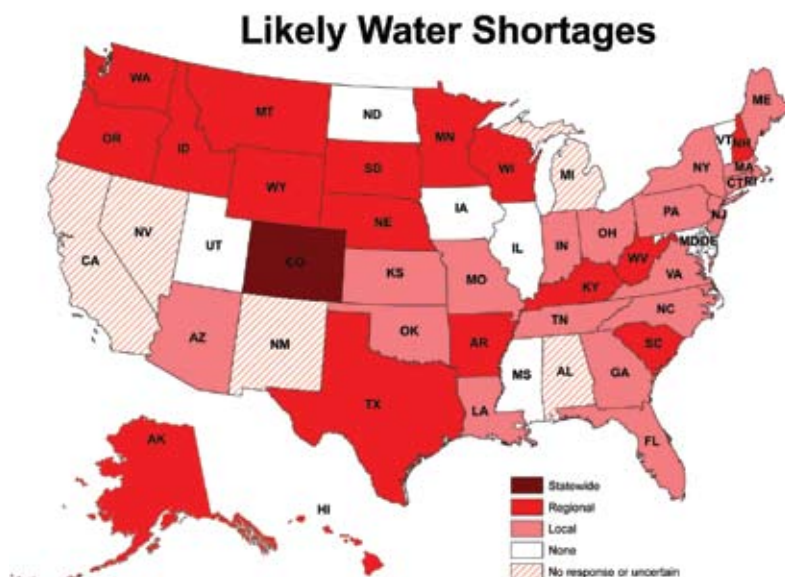 Likely Water Shortages
WA
MT
ND
MN
ME
OR
ID
SD
WI
VT
NH
WY
MI
NY
MA
CT RI
NE
IA
PA
NJ
NV
UT
CO
IL
IN
OH
MD DE
CA
KS
MO
WV
VA
KY
AZ
NM
OK
AR
TN
NC
SC
MS
AL
GA
TX
LA
FL
AK
HI
Statewide
Regional
Local
None
No response or uncertain